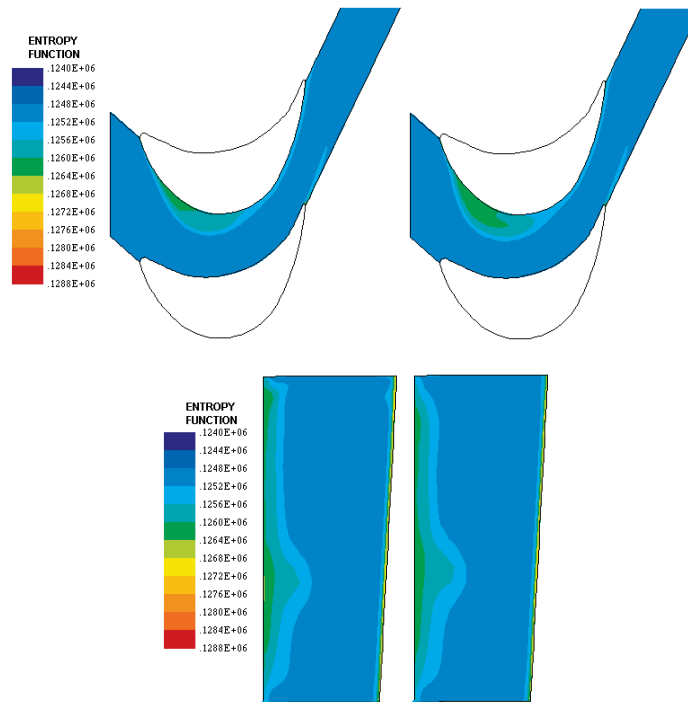 ENTROPY
FUNCTION
.1240E+06
.1244E+06
.1248E+06
.1252E+06
.1256E+06
.1260E+06
.1264E+06
.1268E+06
.1272E+06
.1276E+06
.1280E+06
.1284E+06
.1288E+06
ENTROPY
FUNCTION
.1240E+06
.1244E+06
.1248E+06
.1252E+06
.1256E+06
.1260E+06
.1264E+06
.1268E+06
.1272E+06
.1276E+06
.1280E+06
.1284E+06
.1288E+06